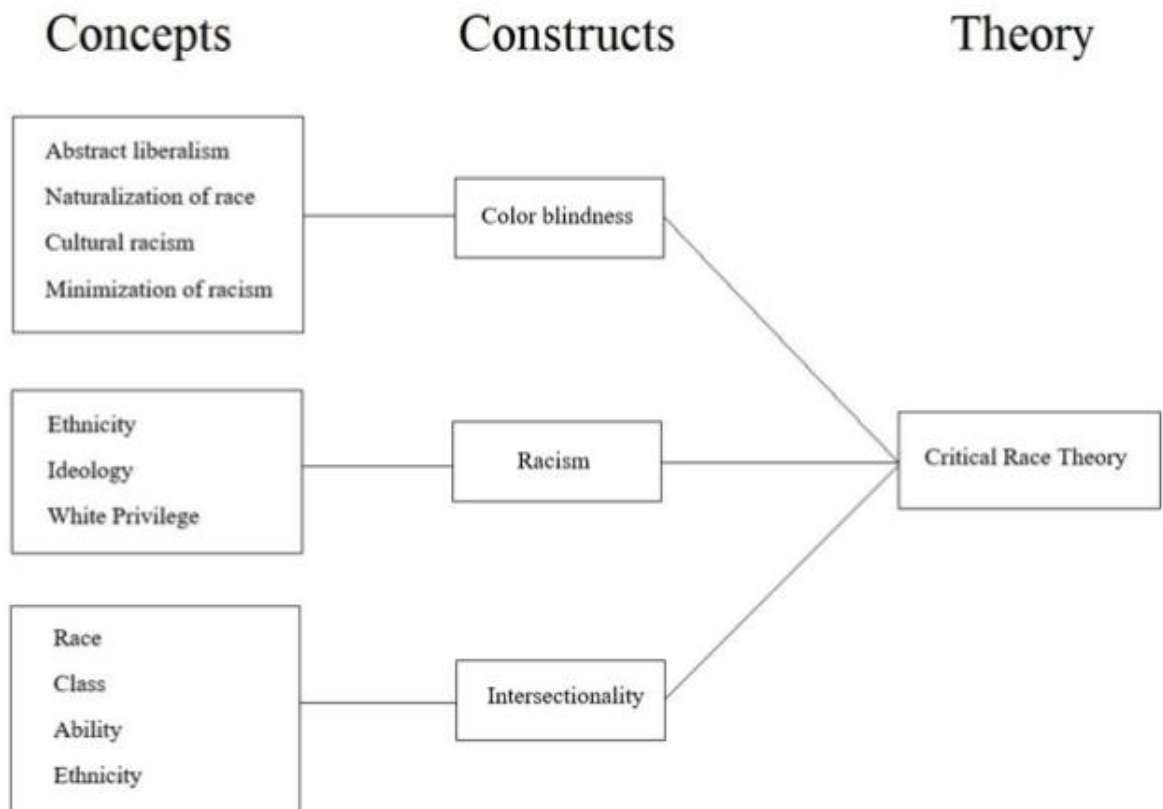 Concepts
Constructs
Theory
Abstract liberalism
Naturalization of race
Cultural racism
Minimization of racism
Color blindness
Ethnicity
Ideology
White Privilege
Racism
Critical Race Theory
Race
Class
Ability
Ethnicity
Intersectionality